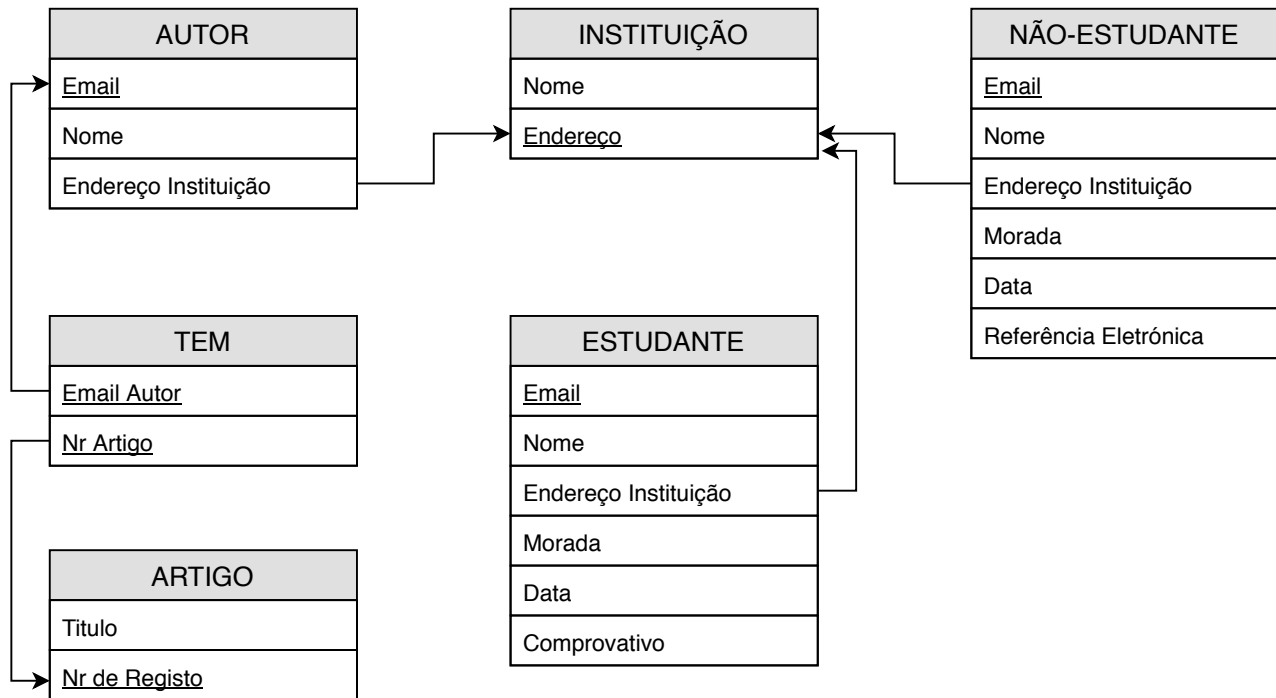 AUTOR
Email
Nome
Endereço Instituição
INSTITUIÇÃO
Nome
Endereço
NÃO-ESTUDANTE
Email
Nome
Endereço Instituição
Morada
Data
Referência Eletrónica
TEM
Email Autor
Nr Artigo
ESTUDANTE
Email
Nome
Endereço Instituição
Morada
Data
Comprovativo
ARTIGO
Titulo
Nr de Registo